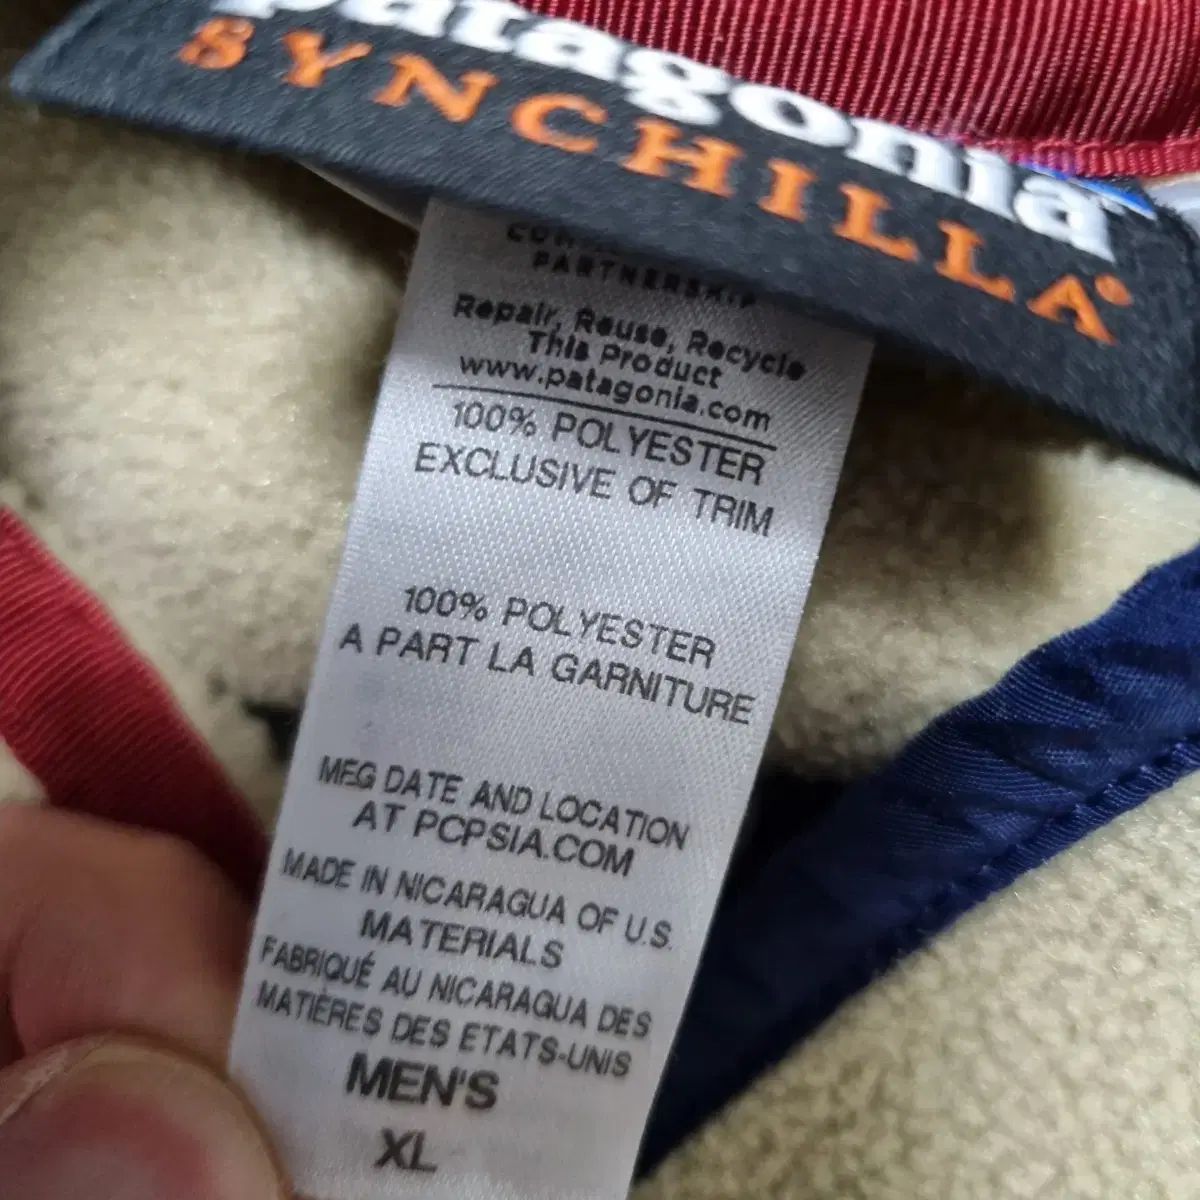 patagonia
SYNCHILLA®
PARTNERSHIP
Repair, Reuse, Recycle
This Product
www.patagonia.com
100% POLYESTER
EXCLUSIVE OF TRIM
100% POLYESTER
A PART LA GARNITURE
MFG DATE AND LOCATION
AT PCPSIA.COM
MADE IN NICARAGUA OF U.S.
MATERIALS
FABRIQUÉ AU NICARAGUA DES
MATIÈRES DES ETATS-UNIS
MEN'S
XL